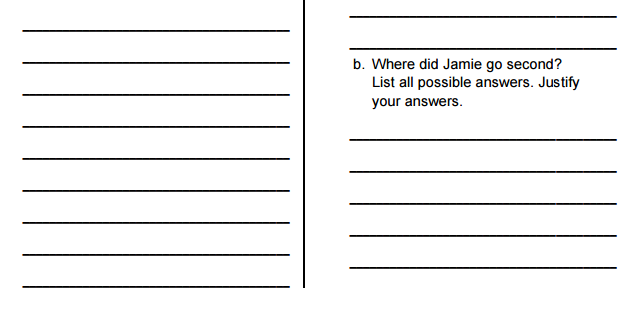 b. Where did Jamie go second?
List all possible answers. Justify
your answers.